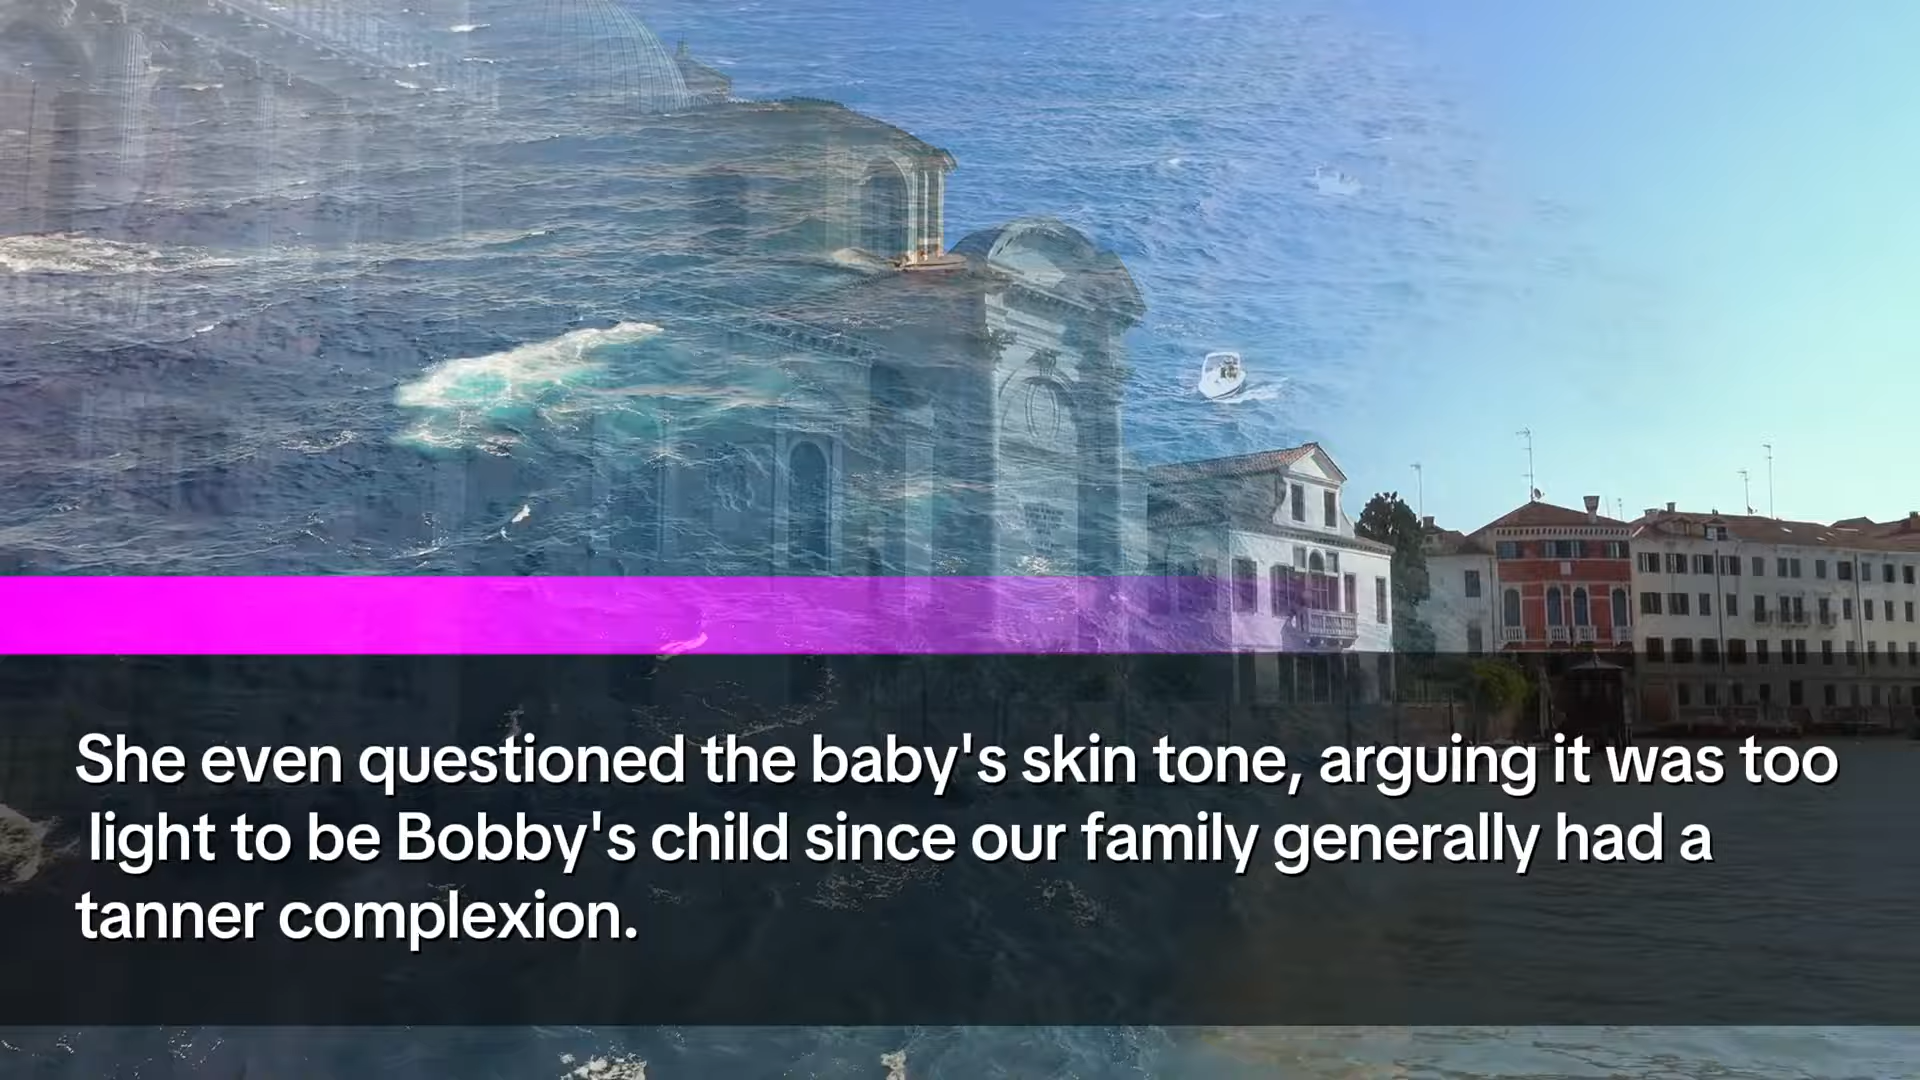 She even questioned the baby's skin tone, arguing it was too
light to be Bobby's child since our family generally had a
tanner complexion.